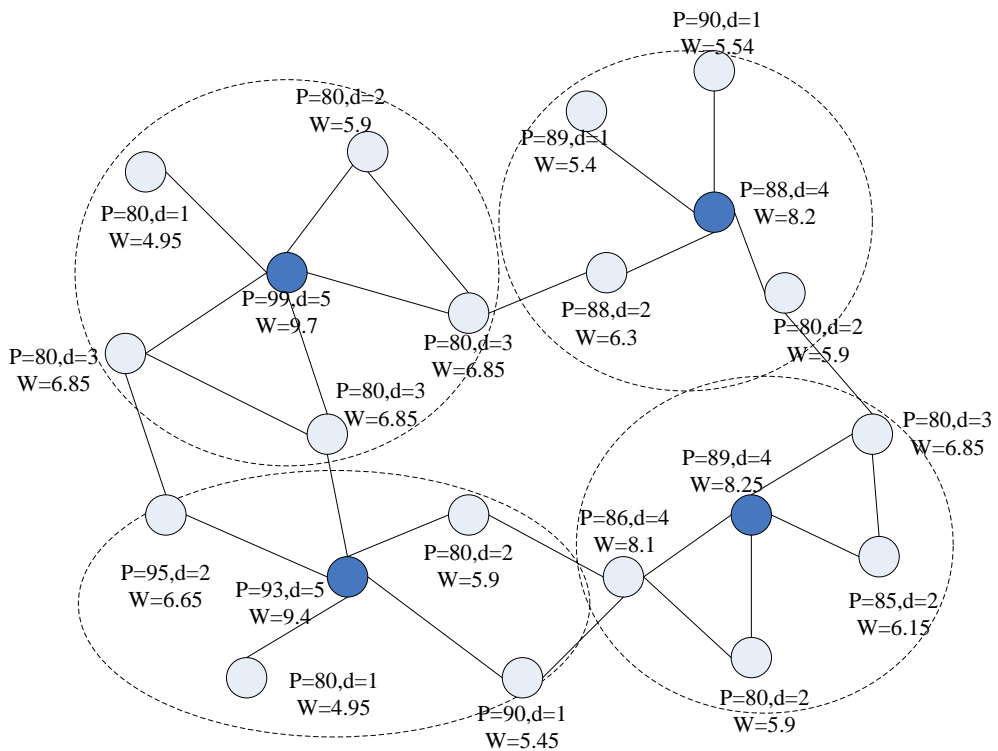 P=90,d=1
W=5.54
P=80,d=2
W=5.9
P=89,d=1
W=5.4
P=80,d=1
W=4.95
P=88,d=4
W=8.2
P=99,d=5
W=9.7
P=88,d=2
W=6.3
P=80,d=2
W=5.9
P=80,d=3
W=6.85
P=80,d=3
W=6.85
P=80,d=3
W=6.85
P=80,d=3
W=6.85
P=89,d=4
W=8.25
P=86,d=4
W=8.1
P=80,d=2
W=5.9
P=95,d=2
W=6.65
P=93,d=5
W=9.4
P=85,d=2
W=6.15
P=80,d=1
W=4.95
P=90,d=1
W=5.45
P=80,d=2
W=5.9